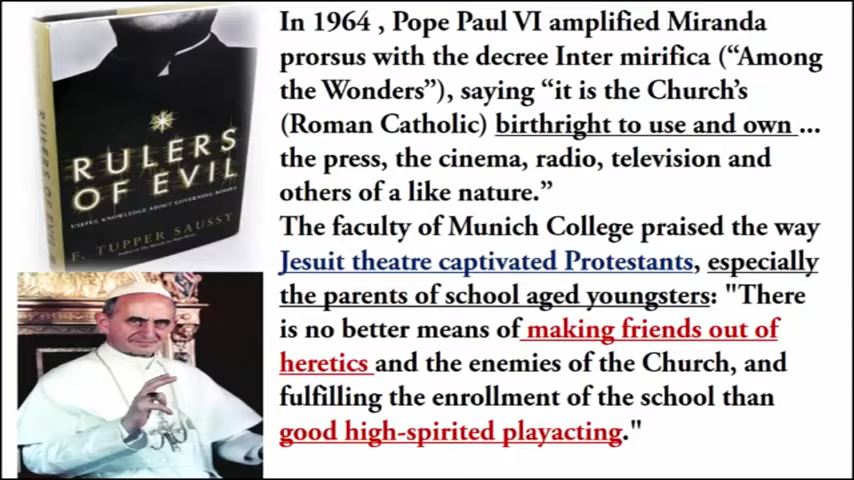 RULERS OF EVIL
RULERS
OF EVIL
USEFUL KNOWLEDGE ABOUT GOVERNING BODIES
F. TUPPER SAUSSY
In 1964 , Pope Paul VI amplified Miranda
prorsus with the decree Inter mirifica (“Among
the Wonders”), saying “it is the Church’s
(Roman Catholic) birthright to use and own ...
the press, the cinema, radio, television and
others of a like nature.”
The faculty of Munich College praised the way
Jesuit theatre captivated Protestants, especially
the parents of school aged youngsters: "There
is no better means of making friends out of
heretics and the enemies of the Church, and
fulfilling the enrollment of the school than
good high-spirited playacting."